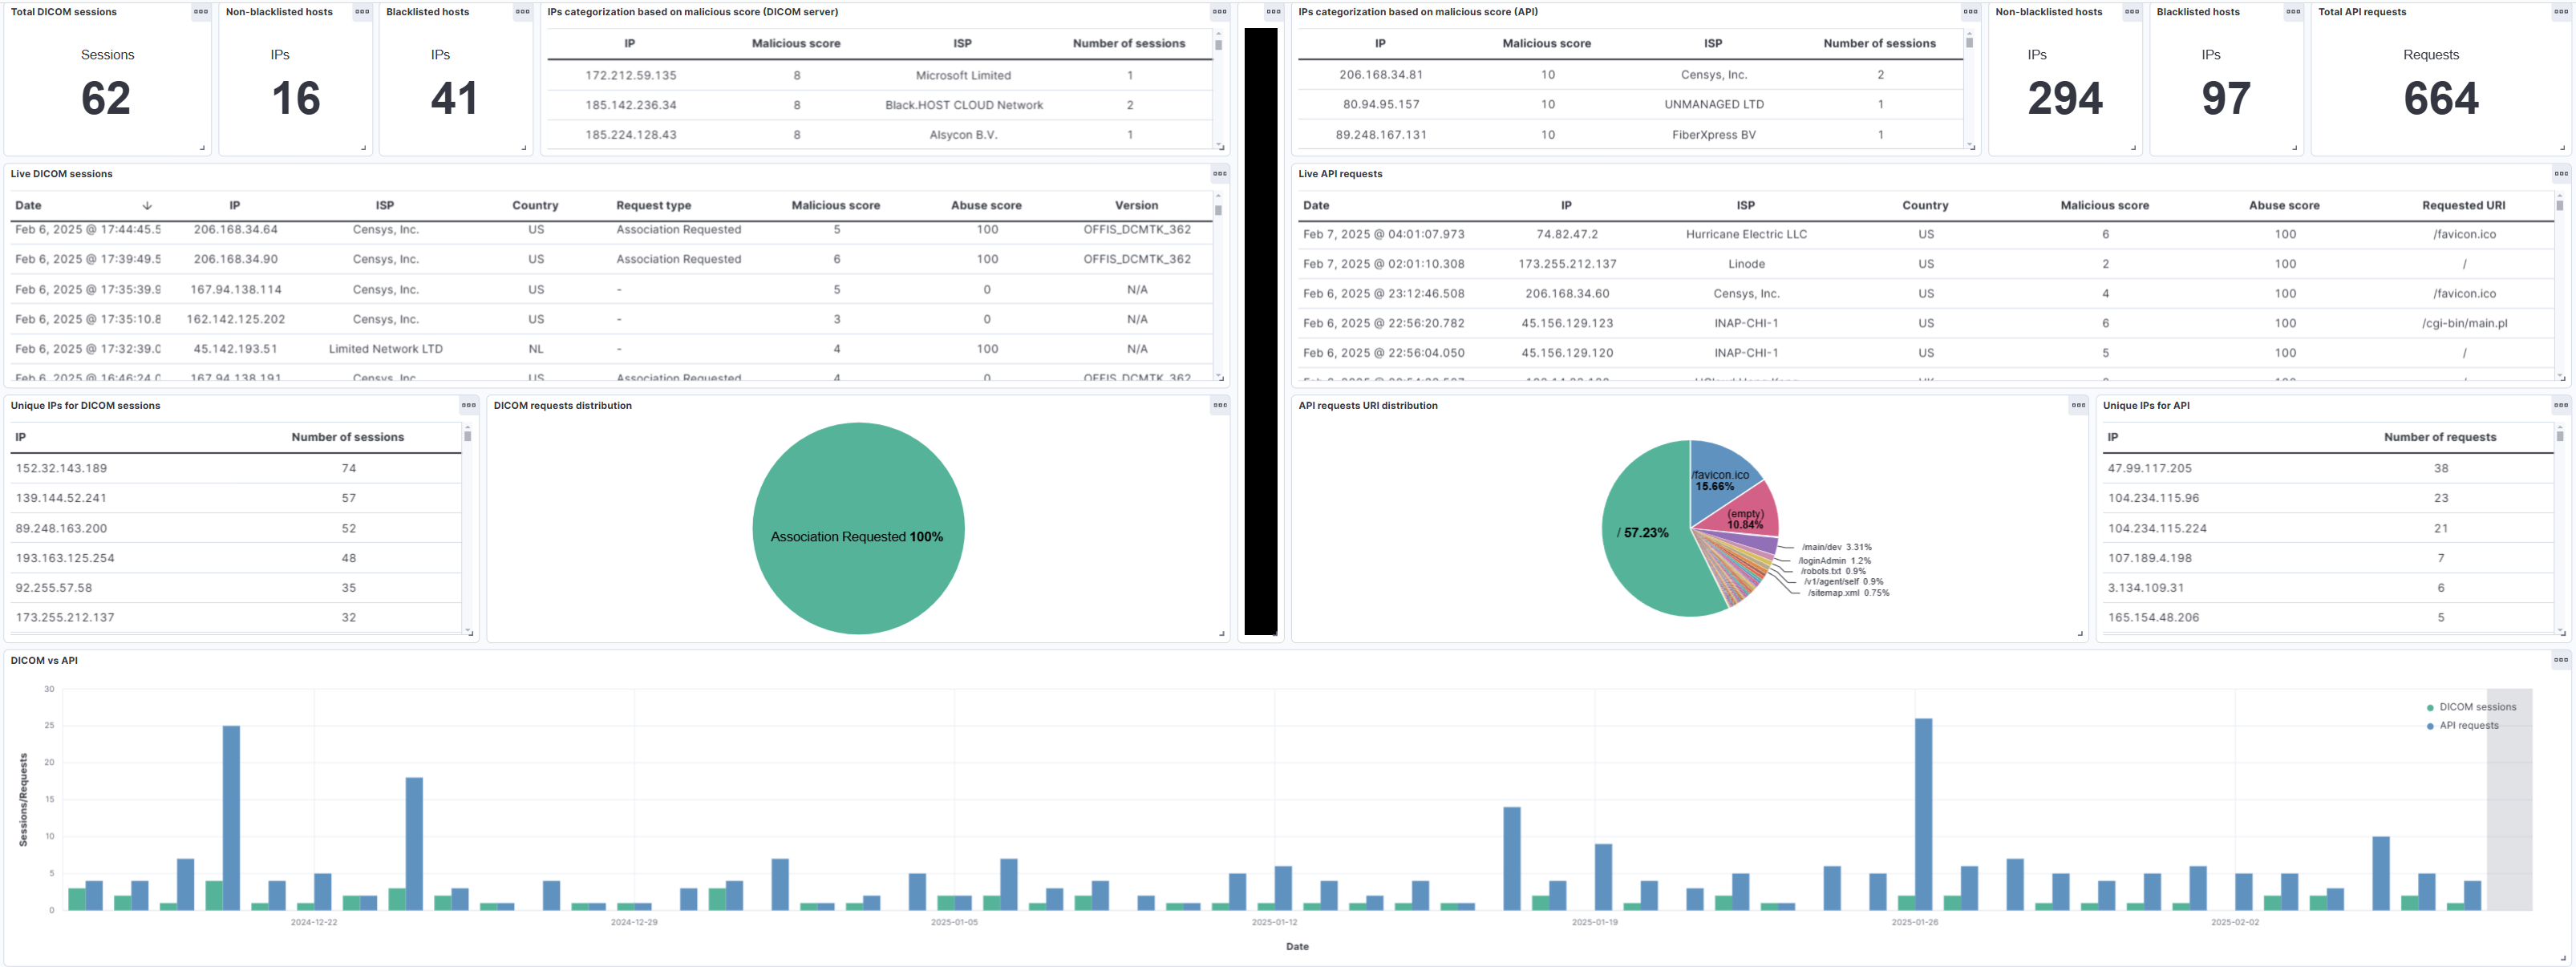 Total DICOM sessions
Sessions
62
Non-blacklisted hosts
IPs
16
Blacklisted hosts
IPs
41
IPs categorization based on malicious score (DICOM server)
IP Malicious score ISP Number of sessions
172.212.59.135 8 Microsoft Limited 1
185.142.236.34 8 Black.HOST CLOUD Network 2
185.224.128.43 8 Alsycon B.V. 1
IPs categorization based on malicious score (API)
IP Malicious score ISP Number of sessions
206.168.34.81 10 Censys, Inc. 2
80.94.95.157 10 UNMANAGED LTD 1
89.248.167.131 10 FiberXpress BV 1
Non-blacklisted hosts
IPs
294
Blacklisted hosts
IPs
97
Total API requests
Requests
664
Live DICOM sessions
Date IP ISP Country Request type Malicious score Abuse score Version
Feb 6, 2025 @ 17:44:45.5 206.168.34.64 Censys, Inc. US Association Requested 5 100 OFFIS_DCMTK_362
Feb 6, 2025 @ 17:39:49.5 206.168.34.90 Censys, Inc. US Association Requested 6 100 OFFIS_DCMTK_362
Feb 6, 2025 @ 17:35:39.9 167.94.138.114 Censys, Inc. US - 5 0 N/A
Feb 6, 2025 @ 17:35:10.8 162.142.125.202 Censys, Inc. US - 3 0 N/A
Feb 6, 2025 @ 17:32:39.0 45.142.193.51 Limited Network LTD NL - 4 100 N/A
Feb 6, 2025 @ 16:46:24.0 167.94.138.191 Censys, Inc. US Association Requested 4 0 OFFIS_DCMTK_362
Live API requests
Date IP ISP Country Malicious score Abuse score Requested URI
Feb 7, 2025 @ 04:01:07.973 74.82.47.2 Hurricane Electric LLC US 6 100 /favicon.ico
Feb 7, 2025 @ 02:01:10.308 173.255.212.137 Linode US 2 100 /
Feb 6, 2025 @ 23:12:46.508 206.168.34.60 Censys, Inc. US 4 100 /favicon.ico
Feb 6, 2025 @ 22:56:20.782 45.156.129.123 INAP-CHI-1 US 6 100 /cgi-bin/main.pl
Feb 6, 2025 @ 22:56:04.050 45.156.129.120 INAP-CHI-1 US 5 100 /
Unique IPs for DICOM sessions
IP Number of sessions
152.32.143.189 74
139.144.52.241 57
89.248.163.200 52
193.163.125.254 48
92.255.57.58 35
173.255.212.137 32
DICOM requests distribution
Association Requested 100%
API requests URI distribution
/favicon.ico
15.66%
(empty)
10.84%
/ 57.23%
/main/dev 3.31%
/loginAdmin 1.2%
/robots.txt 0.9%
/v1/agent/self 0.9%
/sitemap.xml 0.75%
Unique IPs for API
IP Number of requests
47.99.117.205 38
104.234.115.96 23
104.234.115.224 21
107.189.4.198 7
3.134.109.31 6
165.154.48.206 5
DICOM vs API
DICOM sessions
API requests
Sessions/Requests
30
25
20
15
10
5
0
2024-12-22 2024-12-29 2025-01-05 2025-01-12 2025-01-19 2025-01-26 2025-02-02
Date